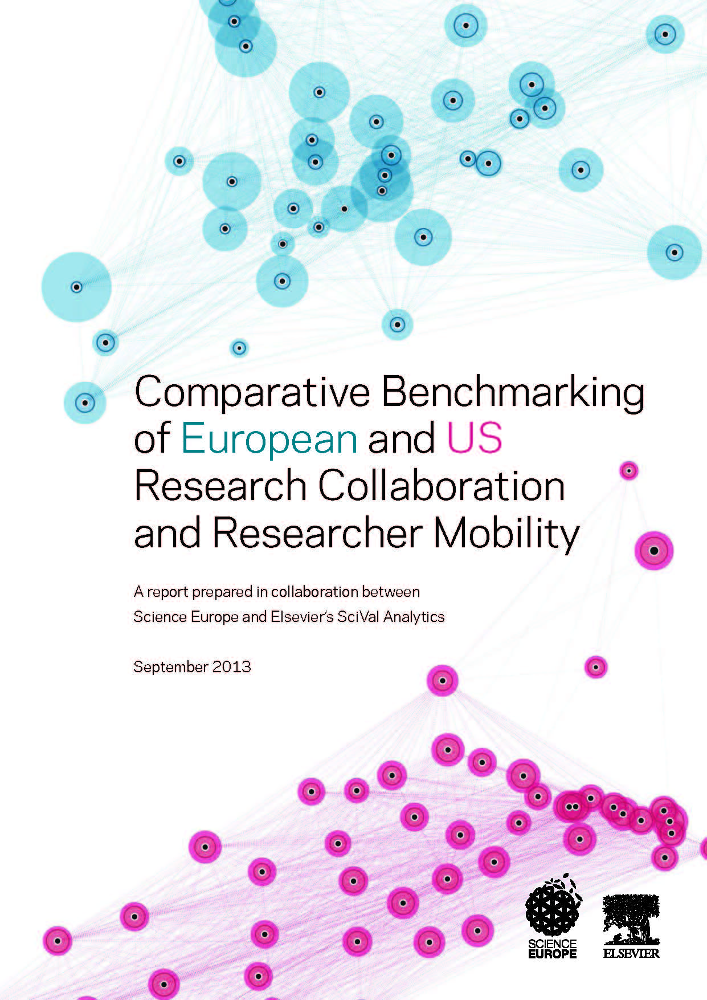 Comparative Benchmarking
of European and US
Research Collaboration
and Researcher Mobility
A report prepared in collaboration between
Science Europe and Elsevier's SciVal Analytics
September 2013
SCIENCE
EUROPE
ELSEVIER